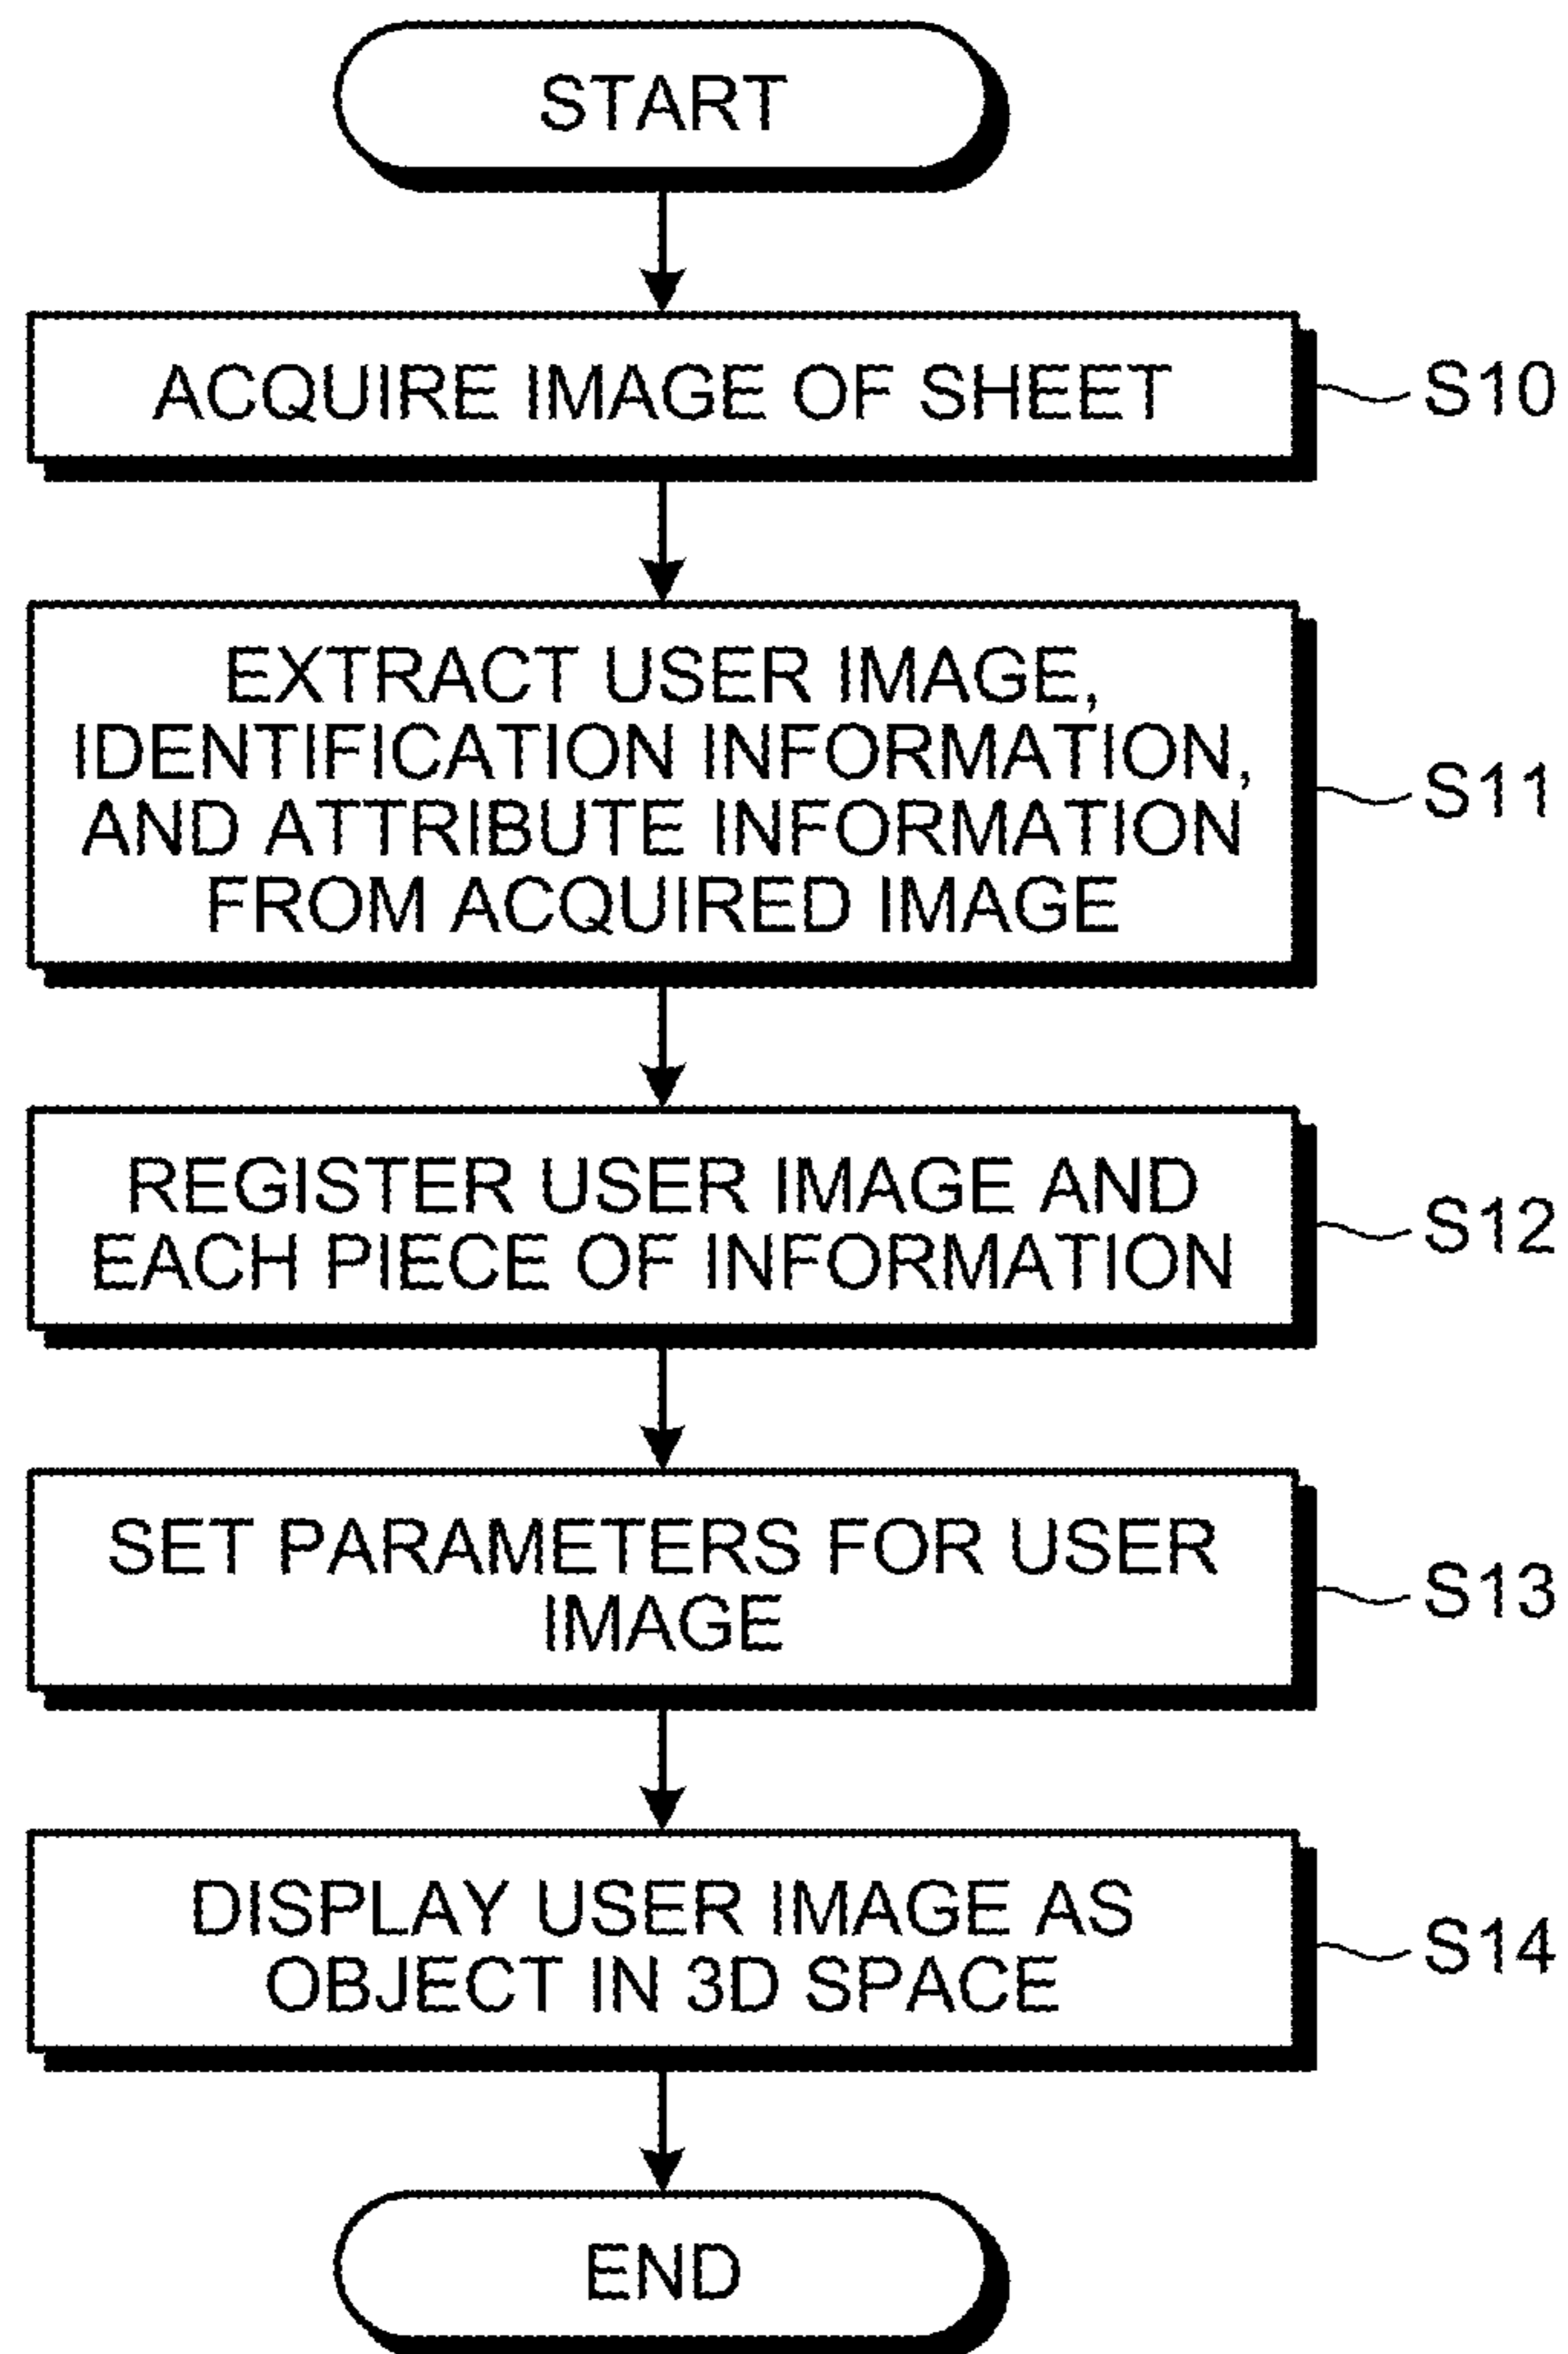 START
ACQUIRE IMAGE OF SHEET
S10
EXTRACT USER IMAGE,
IDENTIFICATION INFORMATION,
AND ATTRIBUTE INFORMATION
FROM ACQUIRED IMAGE
S11
REGISTER USER IMAGE AND
EACH PIECE OF INFORMATION
S12
SET PARAMETERS FOR USER
IMAGE
S13
DISPLAY USER IMAGE AS
OBJECT IN 3D SPACE
S14
END